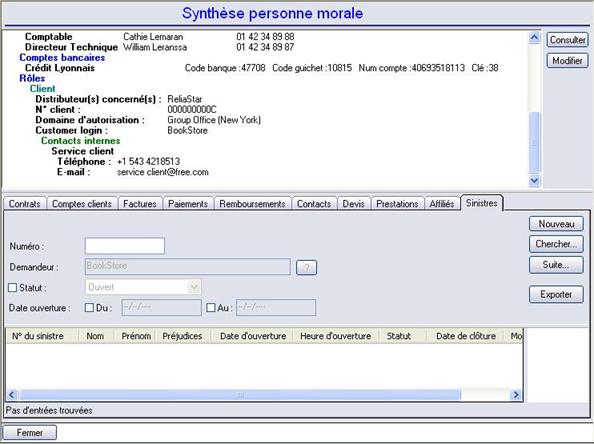 Synthèse personne morale
Comptable Cathie Lemaran 01 42 34 89 88
Directeur Technique William Leranssa 01 42 34 89 87
Comptes bancaires
Crédit Lyonnais Code banque :47708 Code guichet :10815 Num compte :40693518113 Clé :38
Rôles
Client
Distributeur(s) concerné(s) : ReliaStar
N° client : 000000000C
Domaine d'autorisation : Group Office (New York)
Customer login : BookStore
Contacts internes
Service client
Téléphone : +1 543 4218513
E-mail : service client@free.com
Consulter
Modifier
Contrats Comptes clients Factures Paiements Remboursements Contacts Devis Prestations Affiliés Sinistres
Nouveau
Numéro :
Chercher...
Demandeur : BookStore ?
Suite...
Statut : Ouvert
Exporter
Date ouverture : Du : --/--/---- Au : --/--/----
N° du sinistre Nom Prénom Préjudices Date d'ouverture Heure d'ouverture Statut Date de clôture Mo
Pas d'entrées trouvées
Fermer